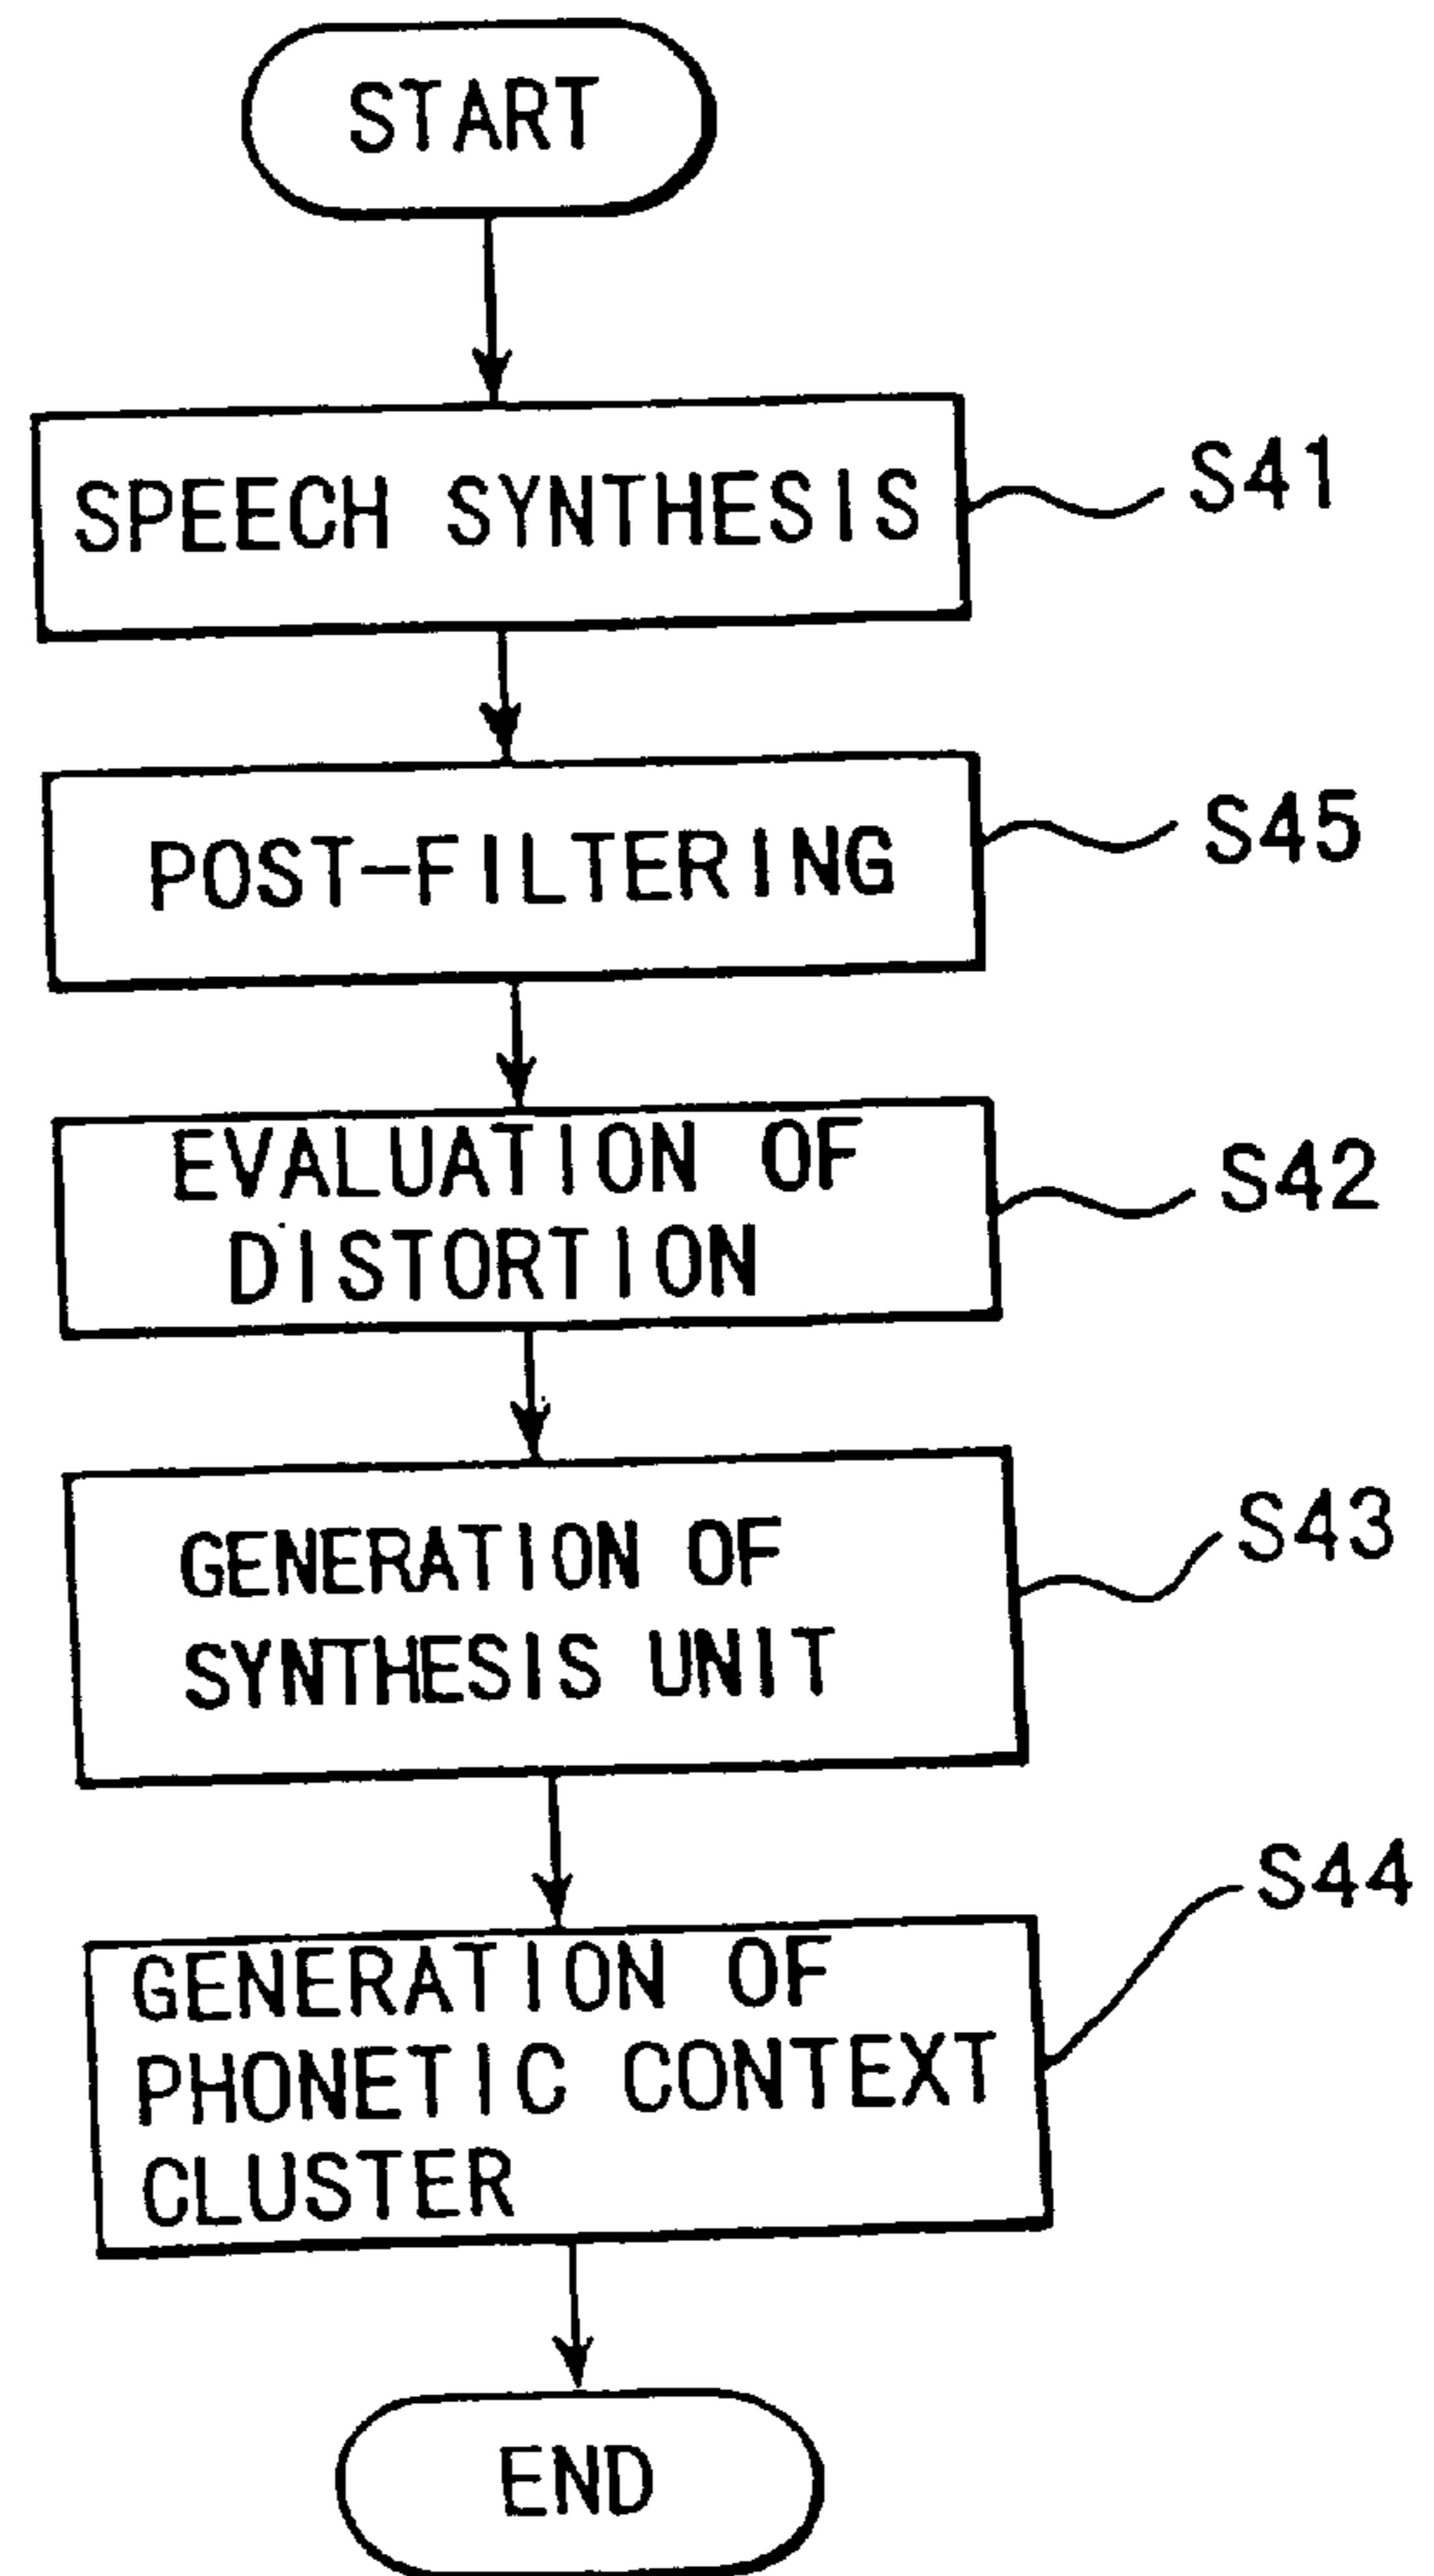 START
SPEECH SYNTHESIS
S41
POST-FILTERING
S45
EVALUATION OF
DISTORTION
S42
GENERATION OF
SYNTHESIS UNIT
S43
GENERATION OF
PHONETIC CONTEXT
CLUSTER
S44
END